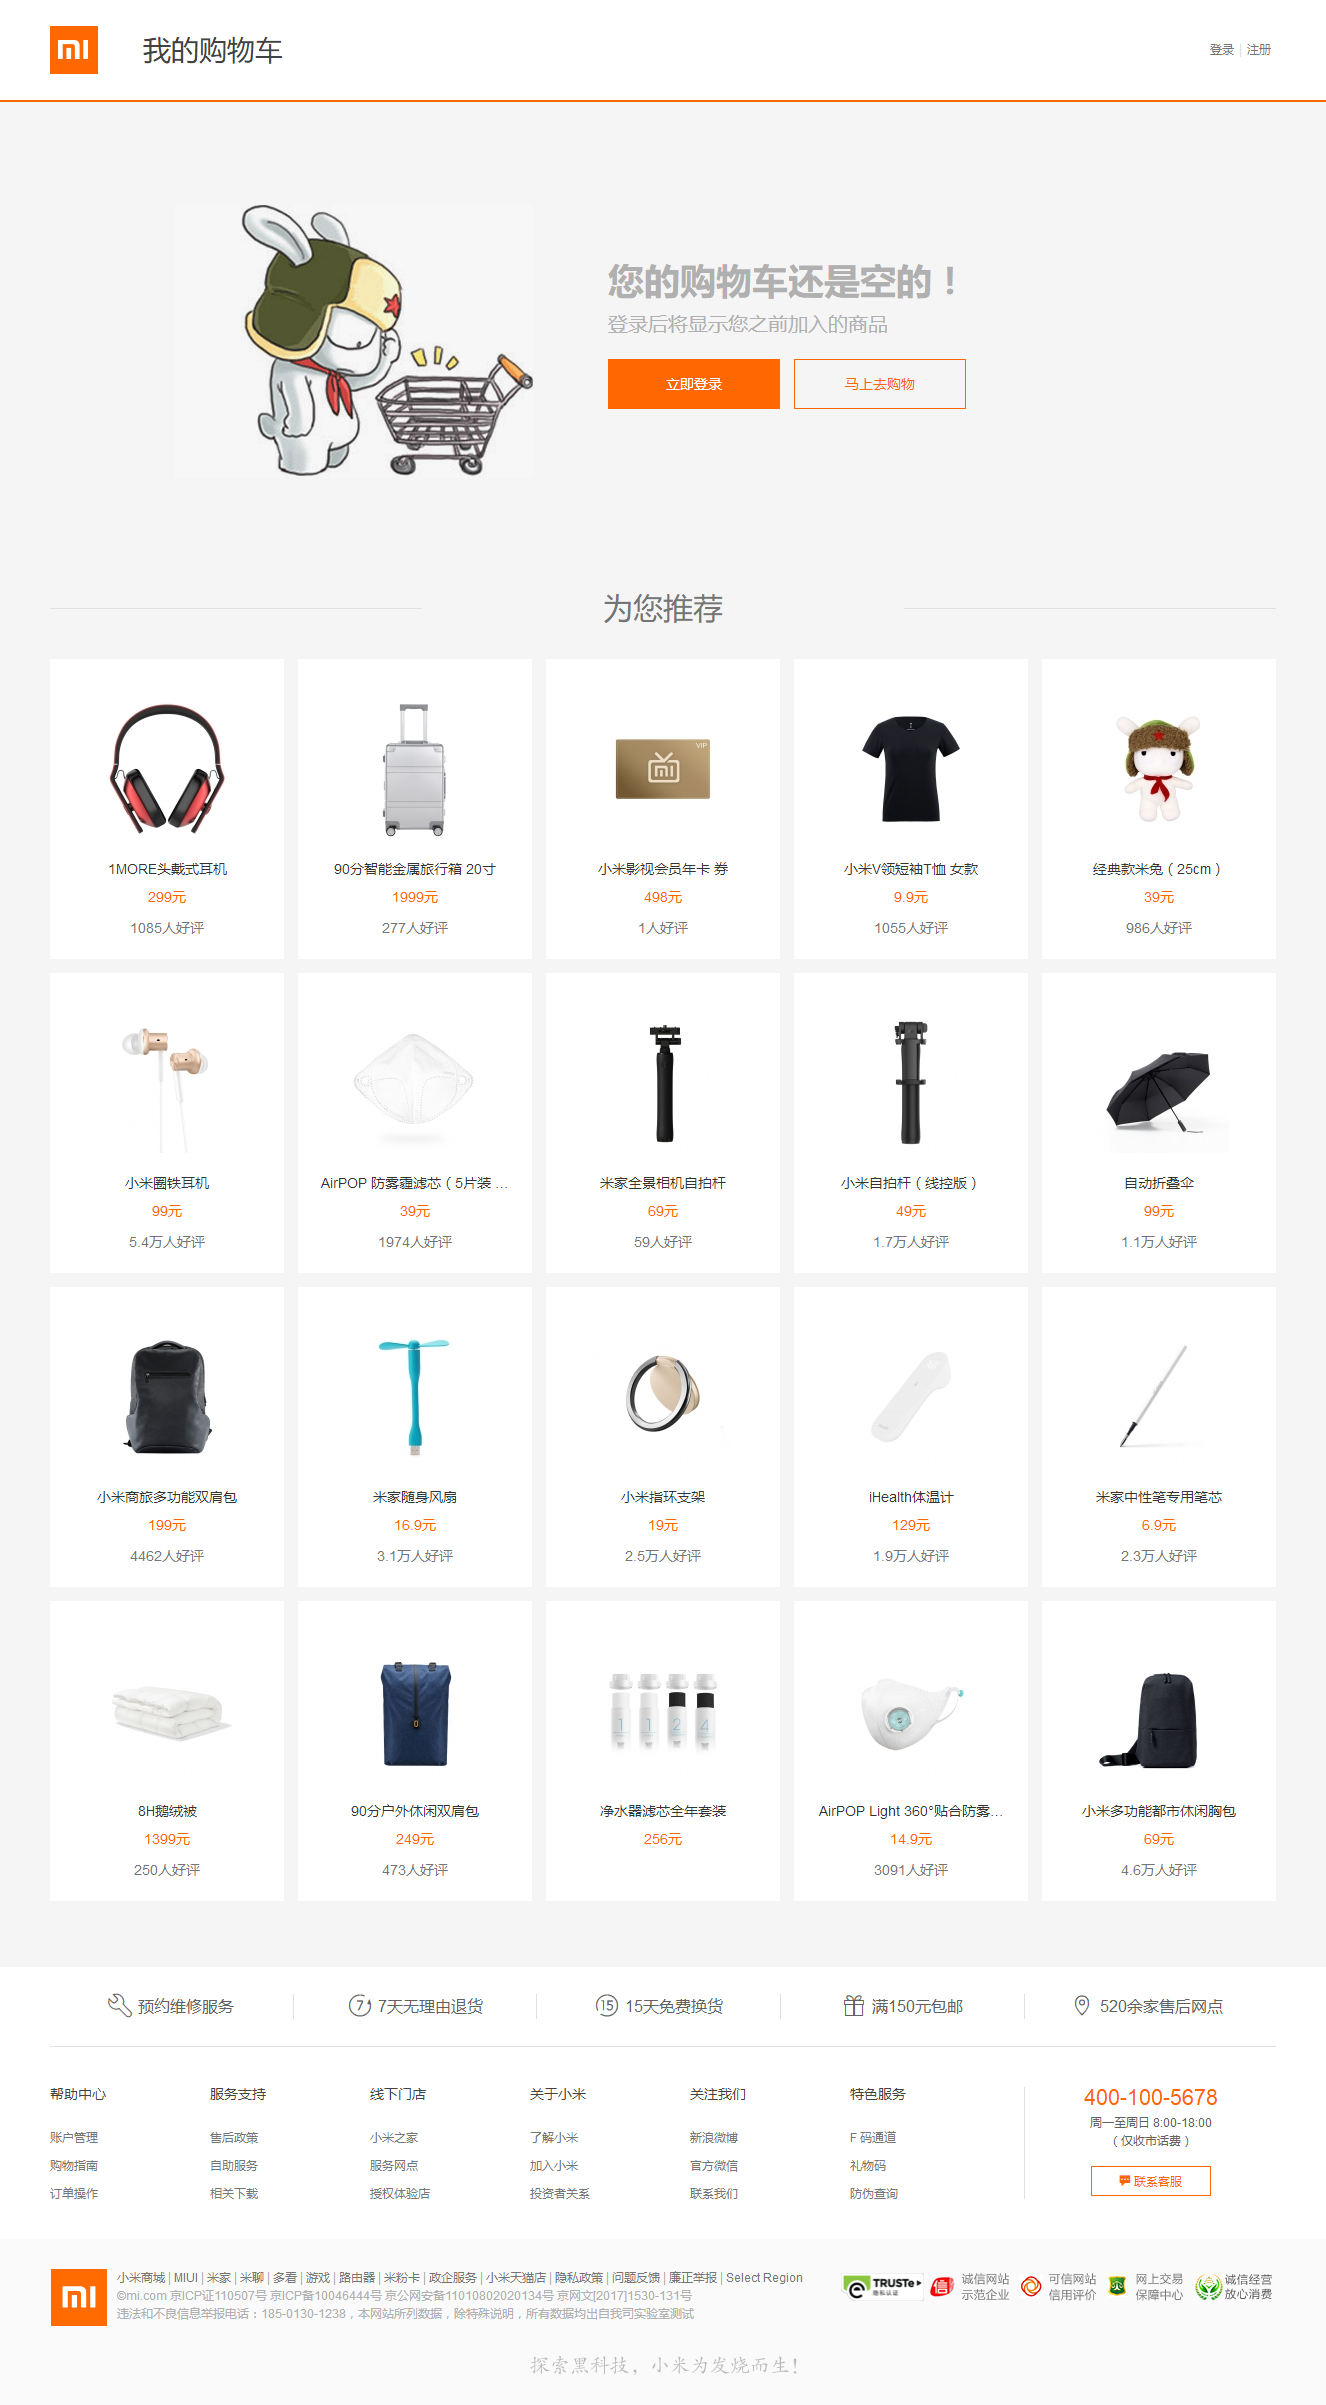 我的购物车
登录 | 注册
您的购物车还是空的！
登录后将显示您之前加入的商品
立即登录 马上去购物
为您推荐
VIP
1MORE头戴式耳机 90分智能金属旅行箱 20寸 小米影视会员年卡 券 小米V领短袖T恤 女款 经典款米兔（25cm）
299元 1999元 498元 9.9元 39元
1085人好评 277人好评 1人好评 1055人好评 986人好评
小米圈铁耳机 AirPOP 防雾霾滤芯（5片装 ... 米家全景相机自拍杆 小米自拍杆（线控版） 自动折叠伞
99元 39元 69元 49元 99元
5.4万人好评 1974人好评 59人好评 1.7万人好评 1.1万人好评
小米商旅多功能双肩包 米家随身风扇 小米指环支架 iHealth体温计 米家中性笔专用笔芯
199元 16.9元 19元 129元 6.9元
4462人好评 3.1万人好评 2.5万人好评 1.9万人好评 2.3万人好评
1 1 2 4
8H鹅绒被 90分户外休闲双肩包 净水器滤芯全年套装 AirPOP Light 360°贴合防雾... 小米多功能都市休闲胸包
1399元 249元 256元 14.9元 69元
250人好评 473人好评 3091人好评 4.6万人好评
预约维修服务 7 7天无理由退货 15 15天免费换货 满150元包邮 520余家售后网点
帮助中心 服务支持 线下门店 关于小米 关注我们 特色服务 400-100-5678
周一至周日 8:00-18:00
账户管理 售后政策 小米之家 了解小米 新浪微博 F 码通道 （仅收市话费）
购物指南 自助服务 服务网点 加入小米 官方微信 礼物码
联系客服
订单操作 相关下载 授权体验店 投资者关系 联系我们 防伪查询
小米商城 | MIUI | 米家 | 米聊 | 多看 | 游戏 | 路由器 | 米粉卡 | 政企服务 | 小米天猫店 | 隐私政策 | 问题反馈 | 廉正举报 | Select Region
©mi.com 京ICP证110507号 京ICP备10046444号 京公网安备11010802020134号 京网文[2017]1530-131号
违法和不良信息举报电话：185-0130-1238，本网站所列数据，除特殊说明，所有数据均出自我司实验室测试
TRUSTe 信 诚信网站 可信网站 网上交易 诚信经营
隐私认证 示范企业 信用评价 保障中心 放心消费
探索黑科技，小米为发烧而生！